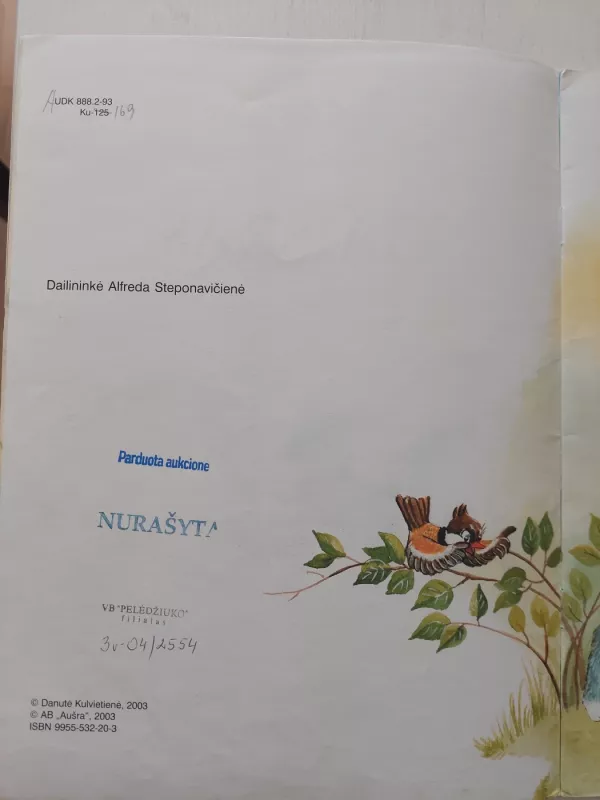 AUDK 888.2-93
Ku-125 169
Dailininkė Alfreda Steponavičienė
Parduota aukcione
NURAŠYTA
VB "PELĖDŽIUKO"
filialas
3v-04/2554
© Danutė Kulvietienė, 2003
© AB „Aušra", 2003
ISBN 9955-532-20-3